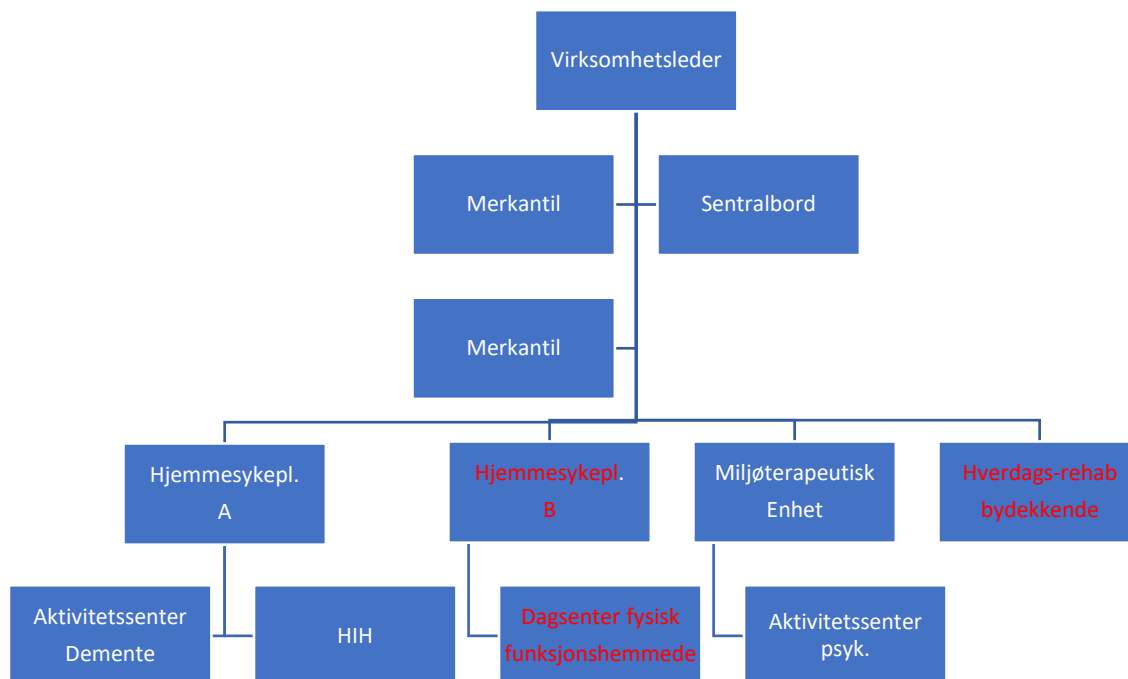 Virksomhetsleder
Merkantil
Sentralbord
Merkantil
Hjemmesykepl.
A
Hjemmesykepl.
B
Miljøterapeutisk
Enhet
Hverdags-rehab
bydekkende
Aktivitetssenter
Demente
HIH
Dagsenter fysisk
funksjonshemmede
Aktivitetssenter
psyk.